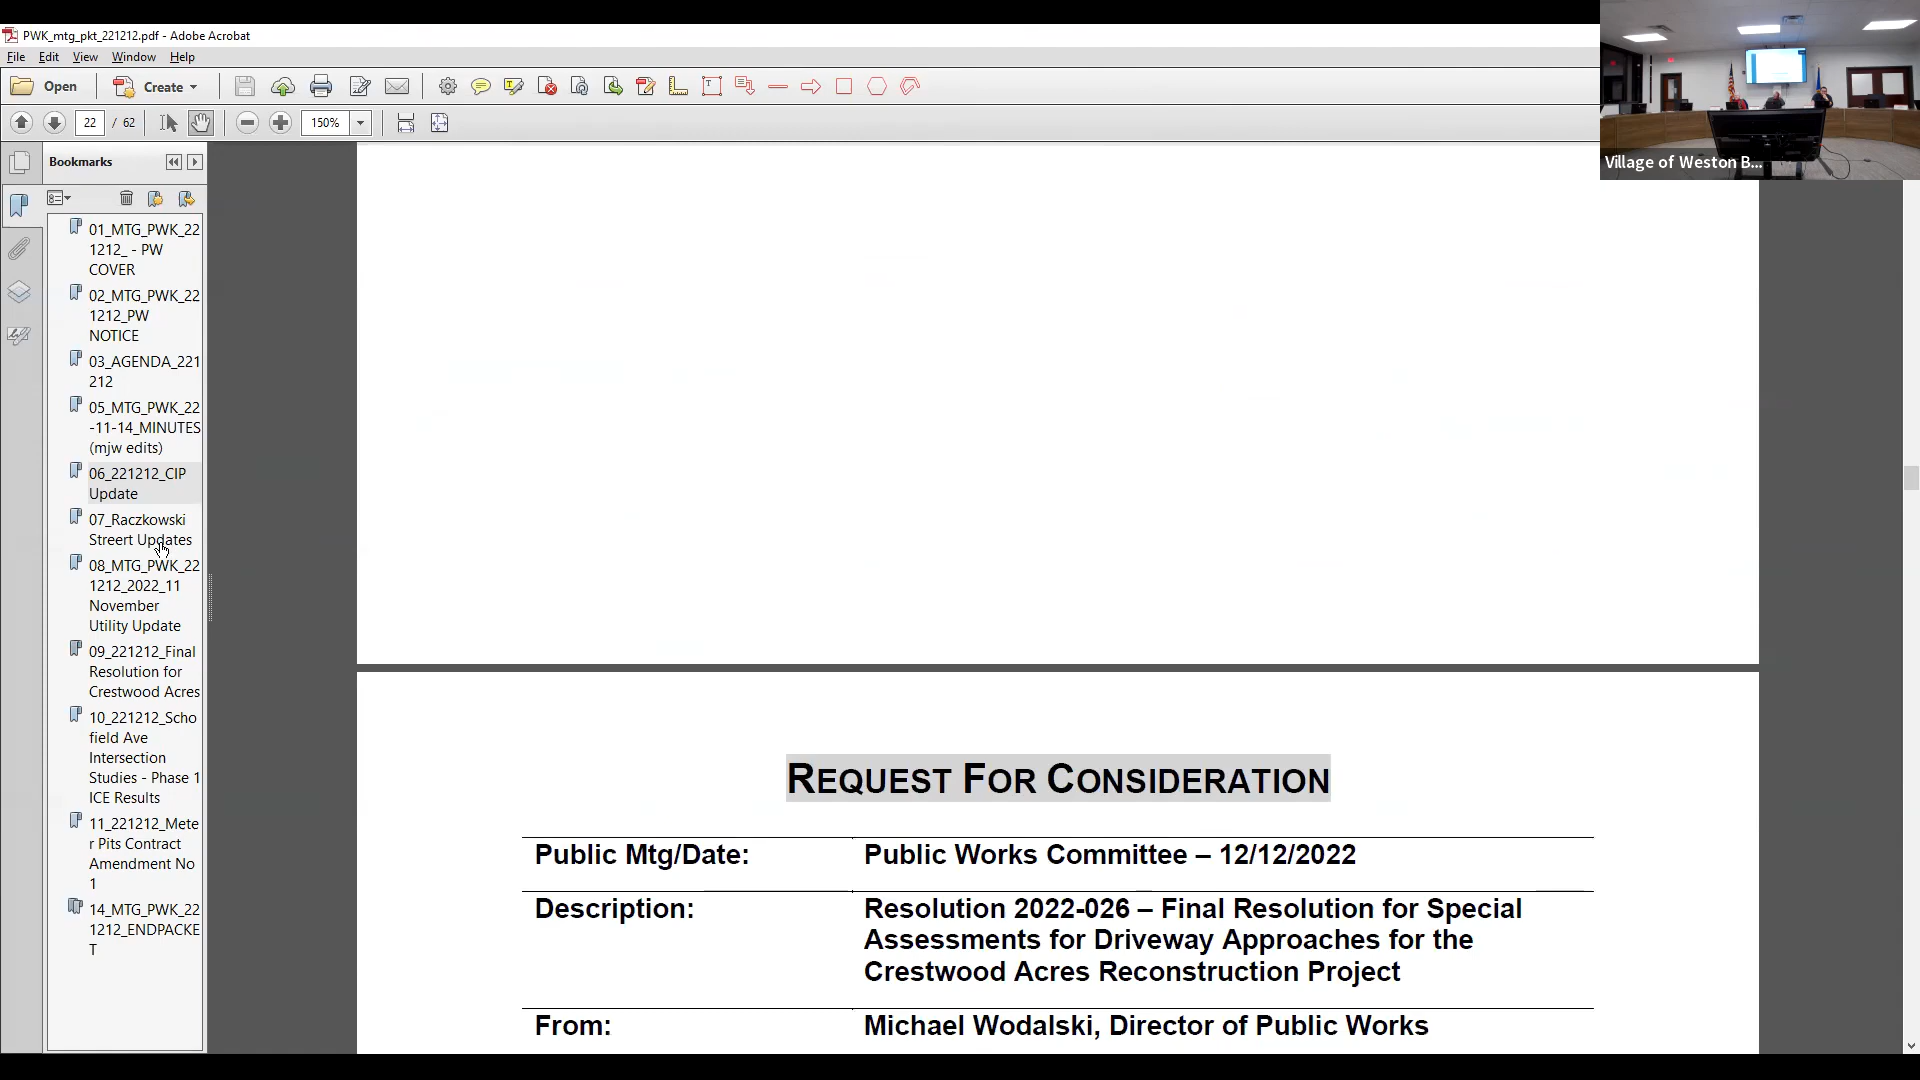 PWK_mtg_pkt_221212.pdf - Adobe Acrobat
File Edit View Window Help
Open Create
22 / 62 150%
Bookmarks
01_MTG_PWK_22
1212_ - PW
COVER
02_MTG_PWK_22
1212_PW
NOTICE
03_AGENDA_221
212
05_MTG_PWK_22
-11-14_MINUTES
(mjw edits)
06_221212_CIP
Update
07_Raczkowski
Streert Updates
08_MTG_PWK_22
1212_2022_11
November
Utility Update
09_221212_Final
Resolution for
Crestwood Acres
10_221212_Scho
field Ave
Intersection
Studies - Phase 1
ICE Results
11_221212_Mete
r Pits Contract
Amendment No
1
14_MTG_PWK_22
1212_ENDPACKE
T
Village of Weston B...
REQUEST FOR CONSIDERATION
Public Mtg/Date: Public Works Committee – 12/12/2022
Description: Resolution 2022-026 – Final Resolution for Special
Assessments for Driveway Approaches for the
Crestwood Acres Reconstruction Project
From: Michael Wodalski, Director of Public Works